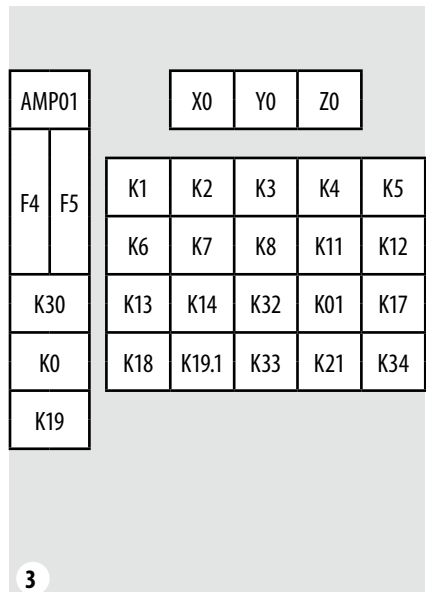 AMP01 X0 Y0 Z0
F4 F5 K1 K2 K3 K4 K5
K6 K7 K8 K11 K12
K30 K13 K14 K32 K01 K17
K0 K18 K19.1 K33 K21 K34
K19
3